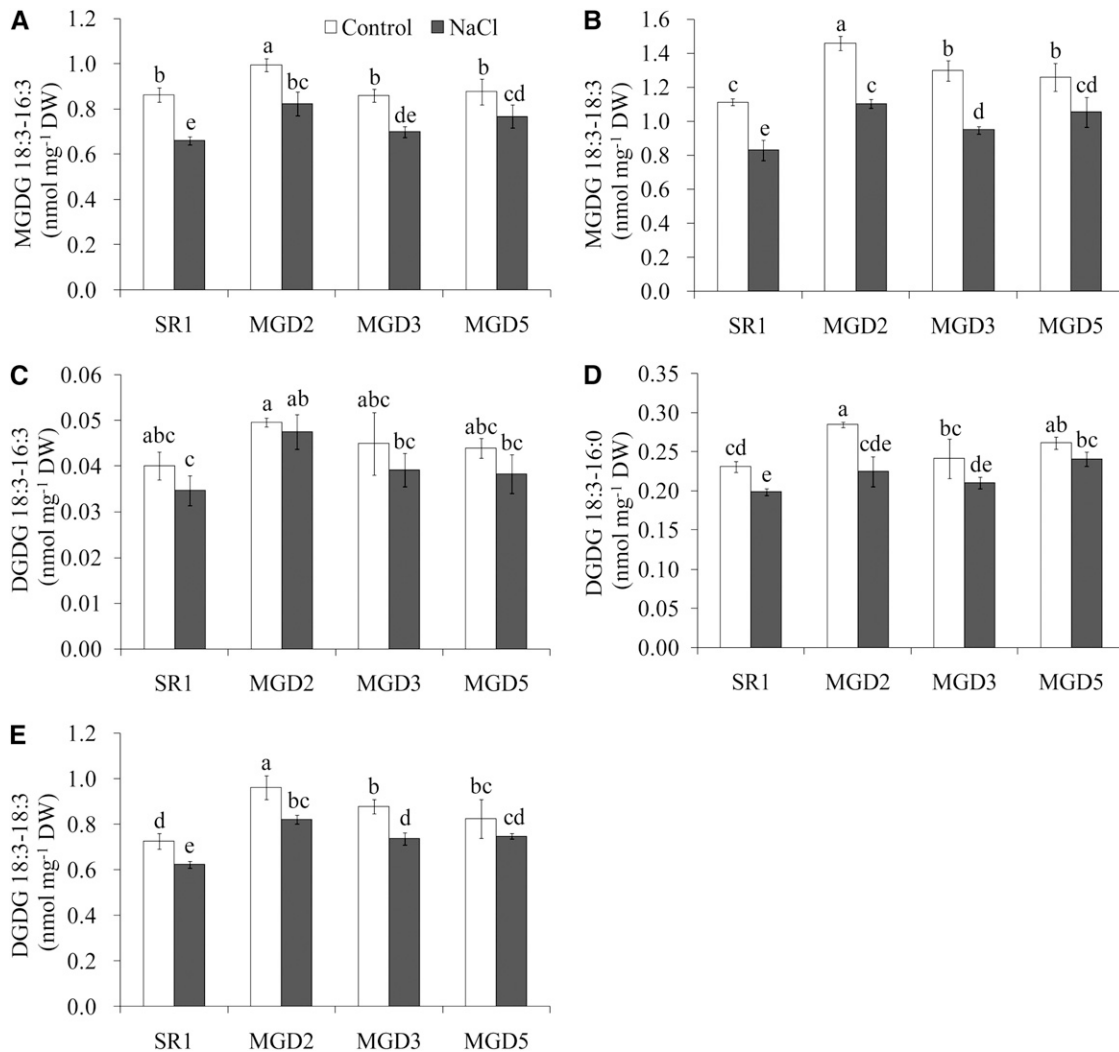 A
MGDG 18:3-16:3
(nmol mg⁻¹ DW)
1.2
1.0
0.8
0.6
0.4
0.2
0.0
Control NaCl
b e a bc b de b cd
SR1 MGD2 MGD3 MGD5
B
MGDG 18:3-18:3
(nmol mg⁻¹ DW)
1.6
1.4
1.2
1.0
0.8
0.6
0.4
0.2
0.0
c e a c b d b cd
SR1 MGD2 MGD3 MGD5
C
DGDG 18:3-16:3
(nmol mg⁻¹ DW)
0.06
0.05
0.04
0.03
0.02
0.01
0.00
abc c a ab abc bc abc bc
SR1 MGD2 MGD3 MGD5
D
DGDG 18:3-16:0
(nmol mg⁻¹ DW)
0.35
0.30
0.25
0.20
0.15
0.10
0.05
0.00
cd e a cde bc de ab bc
SR1 MGD2 MGD3 MGD5
E
DGDG 18:3-18:3
(nmol mg⁻¹ DW)
1.2
1.0
0.8
0.6
0.4
0.2
0.0
d e a bc b d bc cd
SR1 MGD2 MGD3 MGD5